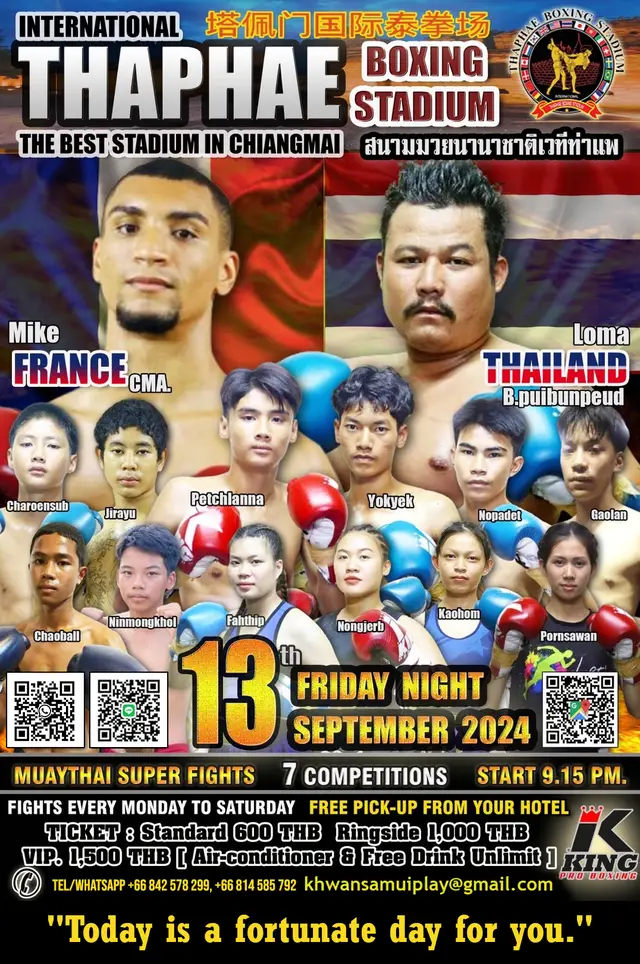 INTERNATIONAL
塔佩门国际泰拳场
THAPHAE
BOXING
STADIUM
THAPHAE BOXING STADIUM
THE BEST STADIUM IN CHIANGMAI
สนามมวยนานาชาติเวทีท่าแพ
Mike
FRANCE CMA.
Loma
THAILAND
B.puibunpeud
Charoensub
Jirayu
Petchlanna
Yokyek
Nopadet
Gaolan
Chaoball
Ninmongkhol
Fahthip
Nongjerb
Kaohom
Pornsawan
13th
FRIDAY NIGHT
SEPTEMBER 2024
MUAYTHAI SUPER FIGHTS 7 COMPETITIONS START 9.15 PM.
FIGHTS EVERY MONDAY TO SATURDAY FREE PICK-UP FROM YOUR HOTEL
TICKET : Standard 600 THB Ringside 1,000 THB
VIP. 1,500 THB [ Air-conditioner & Free Drink Unlimit ]
K
KING
PRO BOXING
TEL/WHATSAPP +66 842 578 299, +66 814 585 792 khwansamuiplay@gmail.com
"Today is a fortunate day for you."